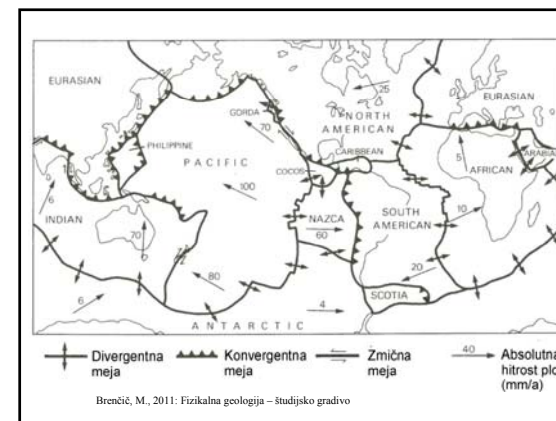 EURASIAN
25
GORDA
NORTH
AMERICAN
EURASIAN
9
70
PHILIPPINE
PACIFIC
CARIBBEAN
ARABIAN
COCOS
5
AFRICAN
100
6
INDIAN
NAZCA
SOUTH
AMERICAN
10
70
60
80
20
6
4
SCOTIA
ANTARCTIC
Divergentna
meja
Konvergentna
meja
Zmična
meja
40
Absolutna
hitrost plo
(mm/a)
Brenčič, M., 2011: Fizikalna geologija – študijsko gradivo